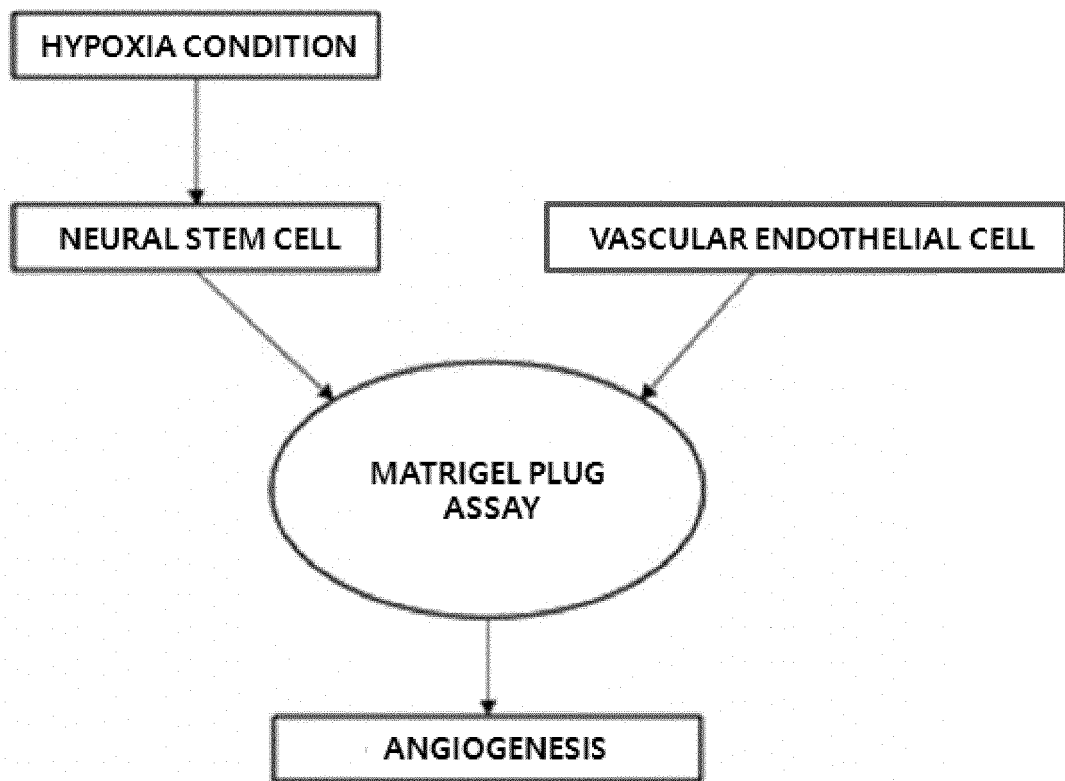 HYPOXIA CONDITION
NEURAL STEM CELL
VASCULAR ENDOTHELIAL CELL
MATRIGEL PLUG
ASSAY
ANGIOGENESIS